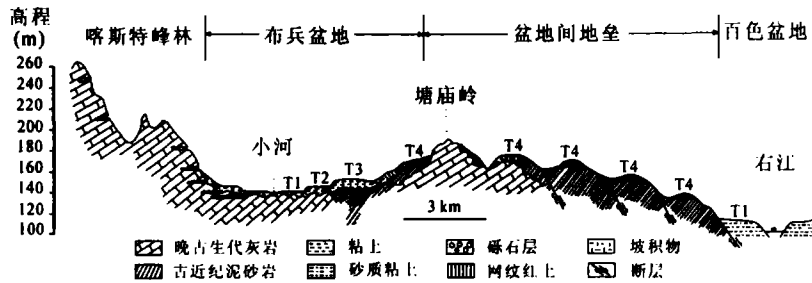 高程
(m)
喀斯特峰林
布兵盆地
盆地间地垒
百色盆地
260
240
220
200
180
160
140
120
100
塘庙岭
小河
右江
T1
T2
T3
T4
T4
T4
T4
T4
T1
3 km
晚古生代灰岩
粘土
砾石层
坡积物
古近纪泥砂岩
砂质粘土
网纹红土
断层